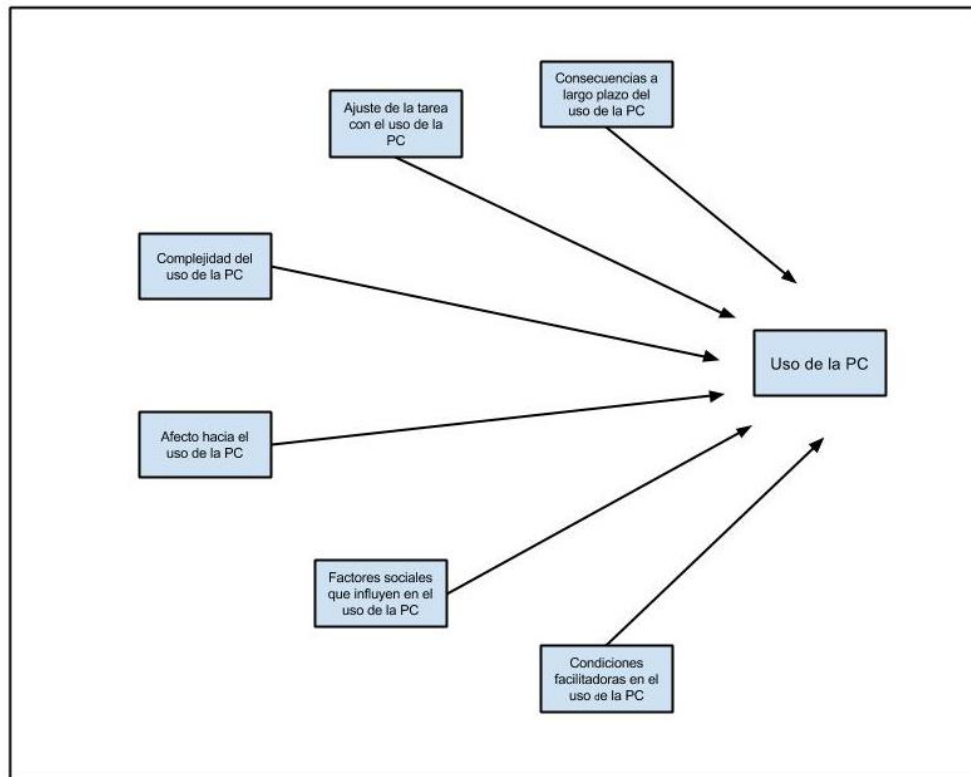 Consecuencias a
largo plazo del
uso de la PC
Ajuste de la tarea
con el uso de la
PC
Complejidad del
uso de la PC
Uso de la PC
Afecto hacia el
uso de la PC
Factores sociales
que influyen en el
uso de la PC
Condiciones
facilitadoras en el
uso de la PC